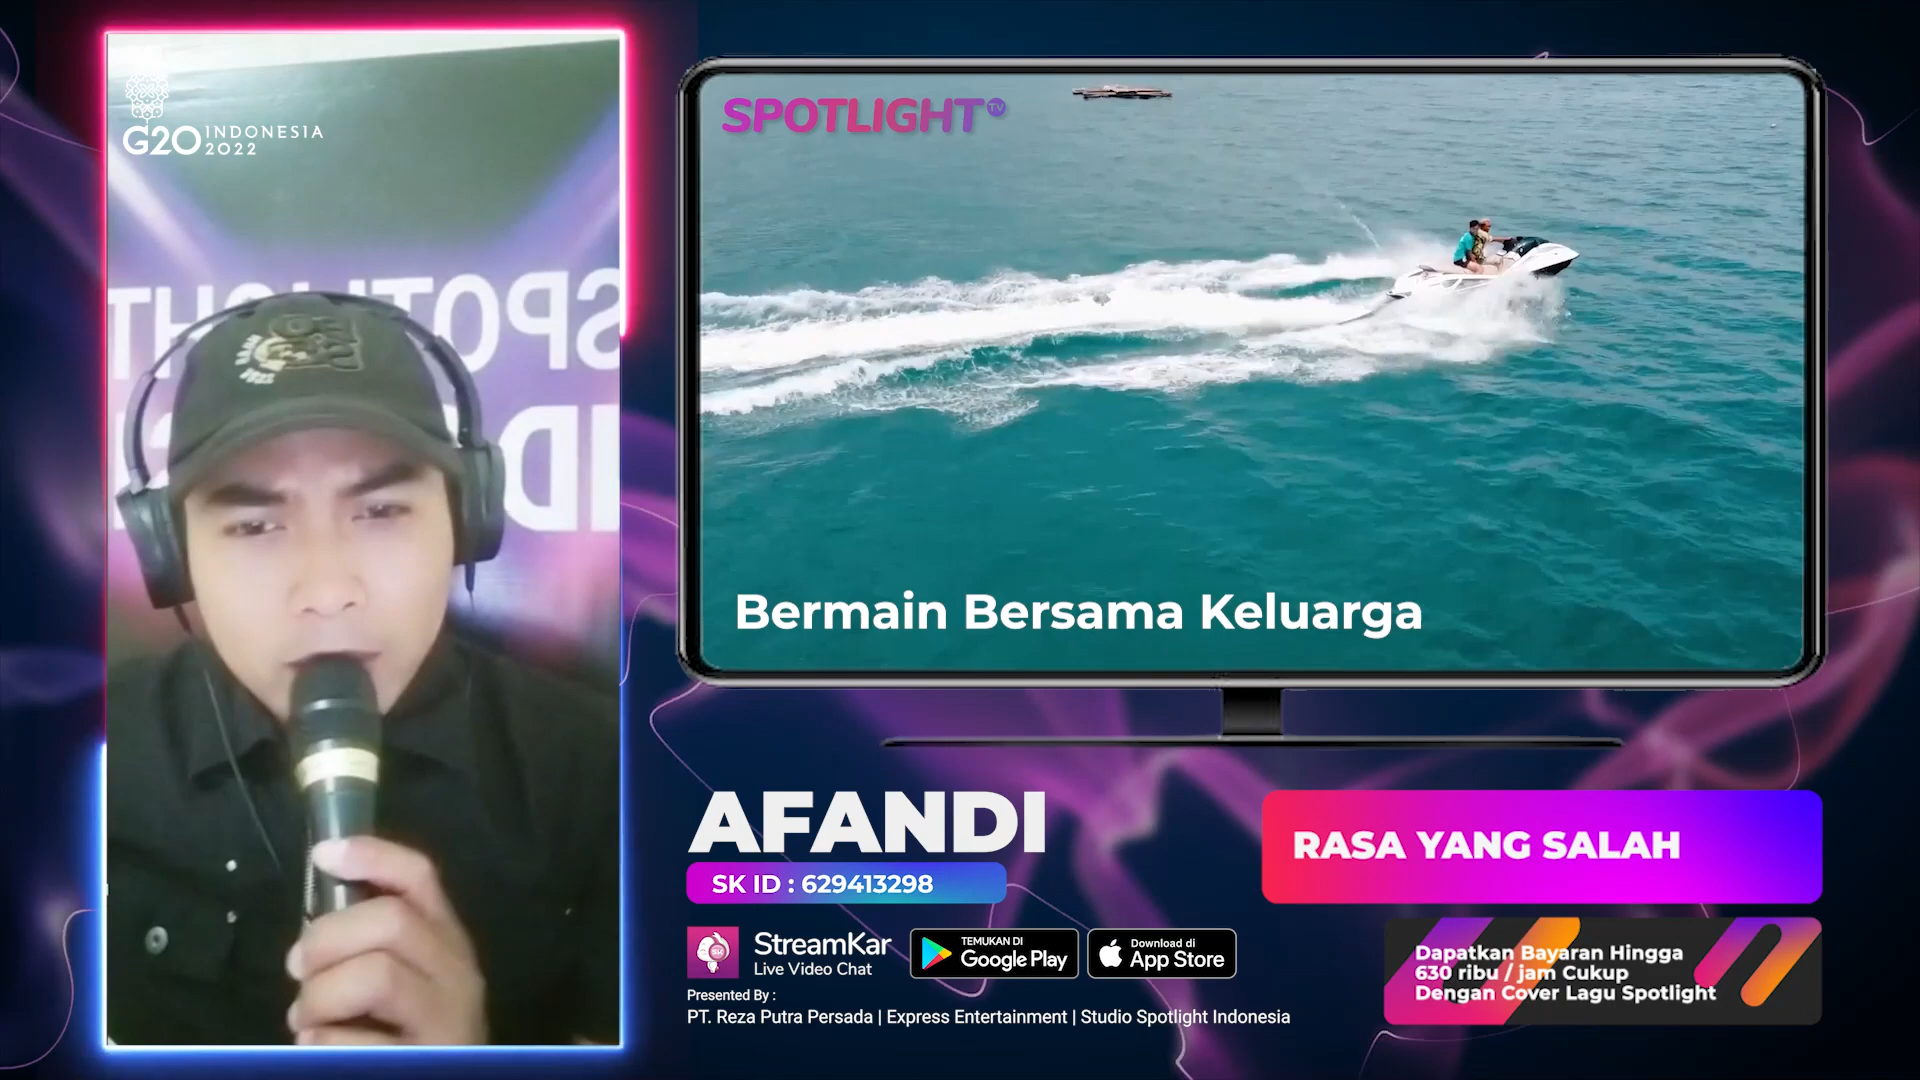 G20 INDONESIA
2022
SPOTLIGHT
SPOTLIGHT TV
Bermain Bersama Keluarga
AFANDI
SK ID : 629413298
RASA YANG SALAH
StreamKar
Live Video Chat
TEMUKAN DI
Google Play
Download di
App Store
Dapatkan Bayaran Hingga
630 ribu / jam Cukup
Dengan Cover Lagu Spotlight
Presented By :
PT. Reza Putra Persada | Express Entertainment | Studio Spotlight Indonesia